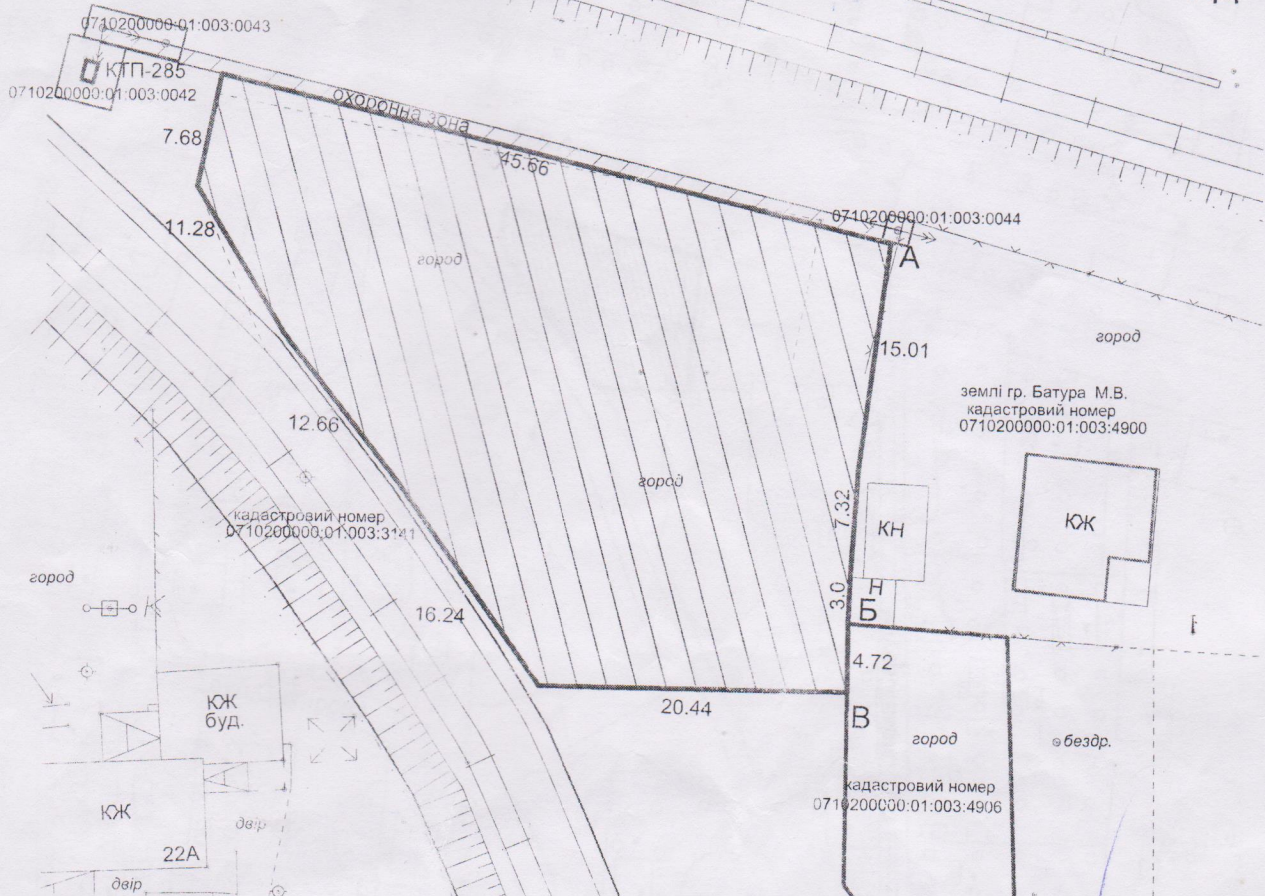 0710200000:01:003:0043
КТП-285
0710200000:01:003:0042
охоронна зона
7.68
45.66
11.28
0710200000:01:003:0044
А
город
15.01
город
землі гр. Батура М.В.
кадастровий номер
0710200000:01:003:4900
12.66
город
7.32
КН
КЖ
кадастровий номер
0710200000:01:003:3141
город
3.0
Н
Б
16.24
4.72
КЖ
буд.
20.44
В
город
бездр.
кадастровий номер
0710200000:01:003:4906
КЖ
двір
22А
двір